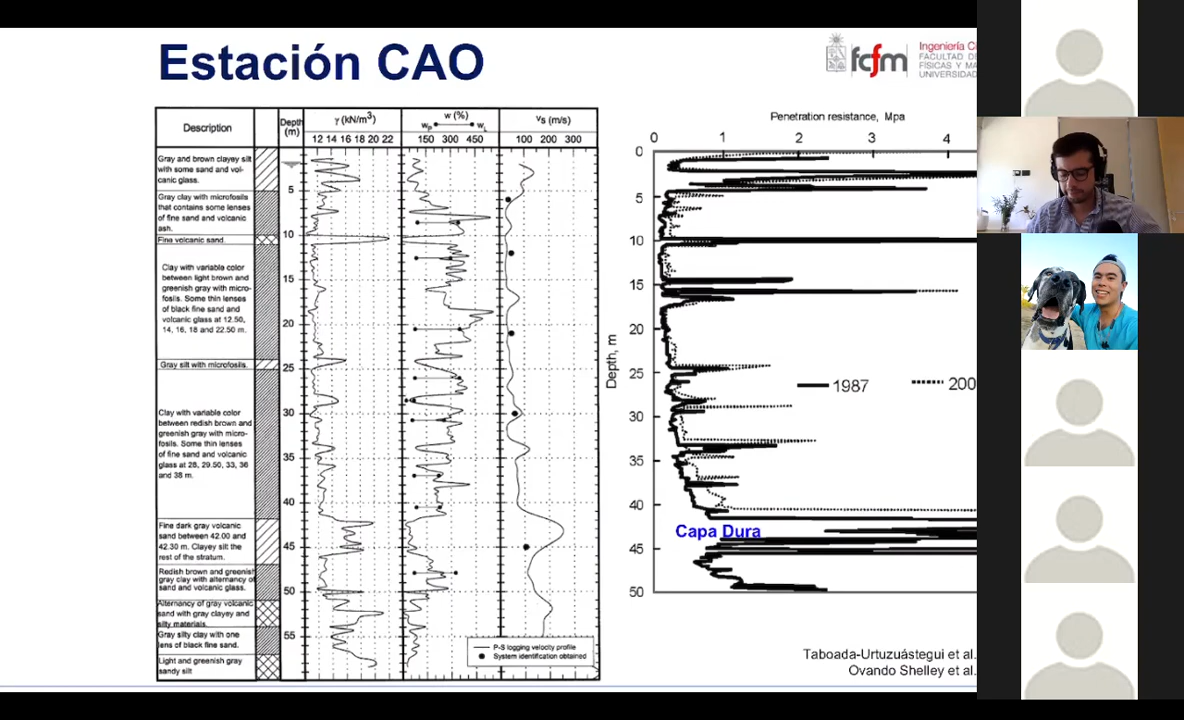 Estación CAO
fcfm
Ingeniería C
FACULTAD DE
FÍSICAS Y MA
UNIVERSIDAD
Description
Depth
(m)
γ (kN/m³)
12 14 16 18 20 22
w (%)
wP wL
150 300 450
Vs (m/s)
100 200 300
Gray and brown clayey silt
with some sand and vol-
canic glass.
Gray clay with microfosils
that contains some lenses
of fine sand and volcanic
ash.
Fine volcanic sand.
Clay with variable color
between light brown and
greenish gray with micro-
fosils. Some thin lenses
of black fine sand and
volcanic glass at 12.50,
14, 16, 18 and 22.50 m.
Gray silt with microfosils.
Clay with variable color
between redish brown and
greenish gray with micro-
fosils. Some thin lenses
of fine sand and volcanic
glass at 28, 29.50, 33, 36
and 38 m.
Fine dark gray volcanic
sand between 42.00 and
42.30 m. Clayey silt the
rest of the stratum.
Redish brown and greenish
gray clay with alternancy of
sand and volcanic glass.
Alternancy of gray volcanic
sand with gray clayey and
silty materials.
Gray silty clay with one
lens of black fine sand.
Light and greenish gray
sandy silt
5
10
15
20
25
30
35
40
45
50
55
P-S logging velocity profile
System identification obtained
Penetration resistance, Mpa
0 1 2 3 4
Depth, m
0
5
10
15
20
25
30
35
40
45
50
1987
200
Capa Dura
Taboada-Urtuzuástegui et al.
Ovando Shelley et al.